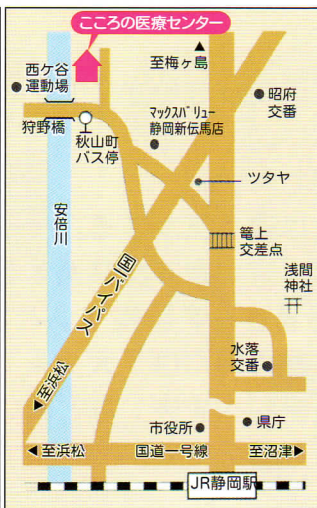 こころの医療センター
西ケ谷
運動場
至梅ヶ島
昭府
交番
狩野橋
秋山町
バス停
マックスバリュー
静岡新伝馬店
ツタヤ
安倍川
籠上
交差点
国1バイパス
浅間
神社
水落
交番
至浜松
市役所
県庁
至浜松
国道一号線
至沼津
JR静岡駅